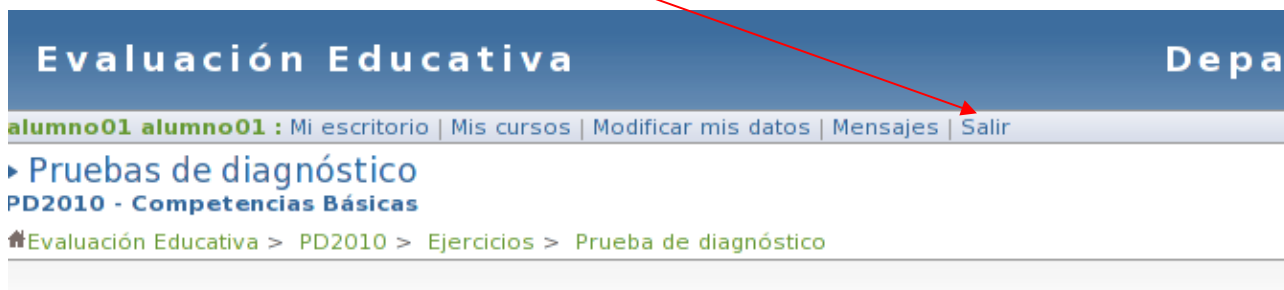 Evaluación Educativa Depa
alumno01 alumno01 : Mi escritorio | Mis cursos | Modificar mis datos | Mensajes | Salir
Pruebas de diagnóstico
PD2010 - Competencias Básicas
Evaluación Educativa > PD2010 > Ejercicios > Prueba de diagnóstico